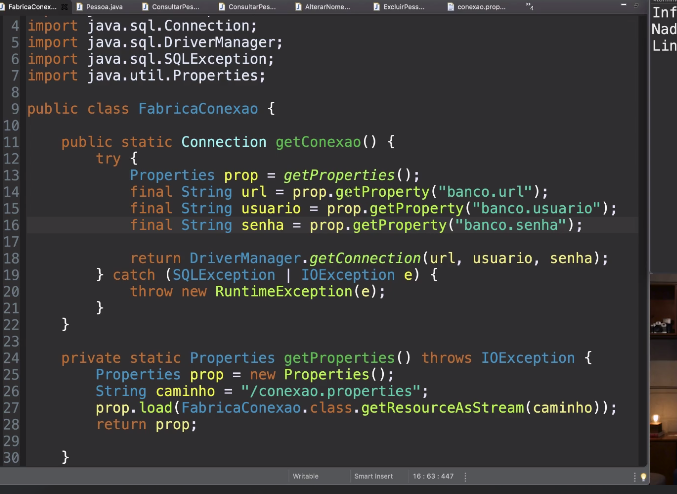 FabricaConex... Pessoa.java ConsultarPes... ConsultarPes... AlterarNome... ExcluirPess... conexao.prop... "4
4 import java.sql.Connection;
5 import java.sql.DriverManager;
6 import java.sql.SQLException;
7 import java.util.Properties;
8
9 public class FabricaConexao {
10
11 public static Connection getConexao() {
12 try {
13 Properties prop = getProperties();
14 final String url = prop.getProperty("banco.url");
15 final String usuario = prop.getProperty("banco.usuario");
16 final String senha = prop.getProperty("banco.senha");
17
18 return DriverManager.getConnection(url, usuario, senha);
19 } catch (SQLException | IOException e) {
20 throw new RuntimeException(e);
21 }
22 }
23
24 private static Properties getProperties() throws IOException {
25 Properties prop = new Properties();
26 String caminho = "/conexao.properties";
27 prop.load(FabricaConexao.class.getResourceAsStream(caminho));
28 return prop;
29
30 }
Writable Smart Insert 16 : 63 : 447
Inf
Nad
Lin